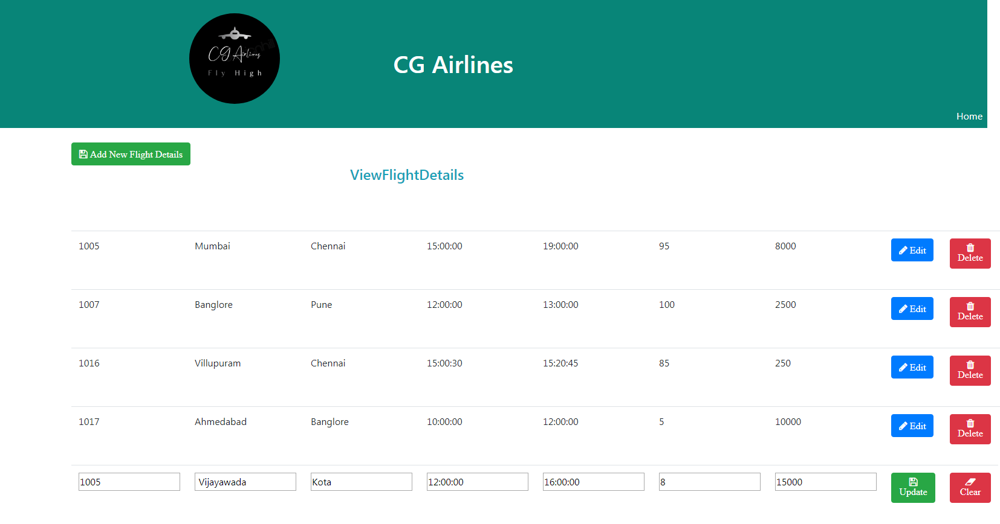 CG Airlines
Fly High
CG Airlines
Home
Add New Flight Details
ViewFlightDetails
1005 Mumbai Chennai 15:00:00 19:00:00 95 8000 Edit Delete
1007 Banglore Pune 12:00:00 13:00:00 100 2500 Edit Delete
1016 Villupuram Chennai 15:00:30 15:20:45 85 250 Edit Delete
1017 Ahmedabad Banglore 10:00:00 12:00:00 5 10000 Edit Delete
1005 Vijayawada Kota 12:00:00 16:00:00 8 15000 Update Clear